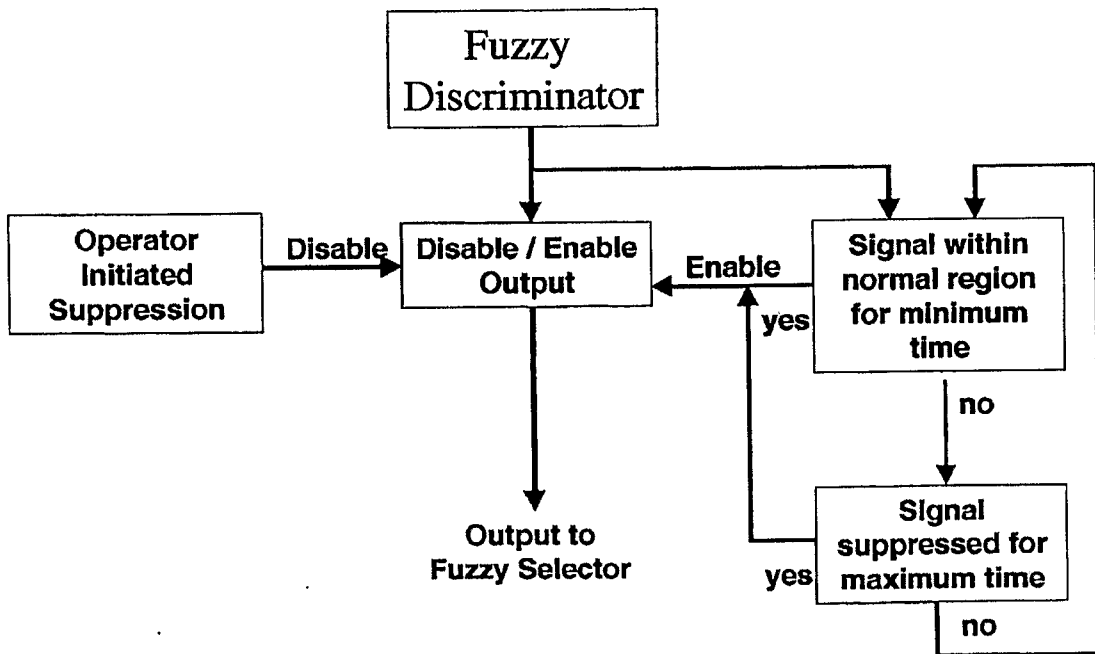 Fuzzy
Discriminator
Operator
Initiated
Suppression
Disable
Disable / Enable
Output
Enable
yes
Signal within
normal region
for minimum
time
no
Signal
suppressed for
maximum time
yes
no
Output to
Fuzzy Selector